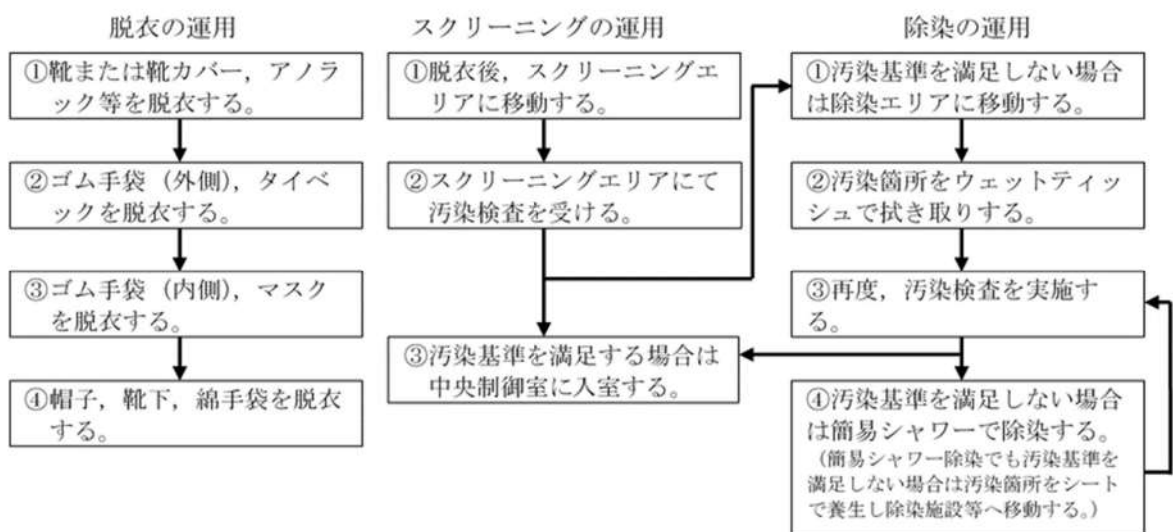 脱衣の運用
①靴または靴カバー，アノラ
ック等を脱衣する。
②ゴム手袋（外側），タイベ
ックを脱衣する。
③ゴム手袋（内側），マスク
を脱衣する。
④帽子，靴下，綿手袋を脱衣
する。
スクリーニングの運用
①脱衣後，スクリーニングエ
リアに移動する。
②スクリーニングエリアにて
汚染検査を受ける。
③汚染基準を満足する場合は
中央制御室に入室する。
除染の運用
①汚染基準を満足しない場合
は除染エリアに移動する。
②汚染箇所をウェットティッ
シュで拭き取りする。
③再度，汚染検査を実施す
る。
④汚染基準を満足しない場合
は簡易シャワーで除染する。
（簡易シャワー除染でも汚染基準を
満足しない場合は汚染箇所をシート
で養生し除染施設等へ移動する。）